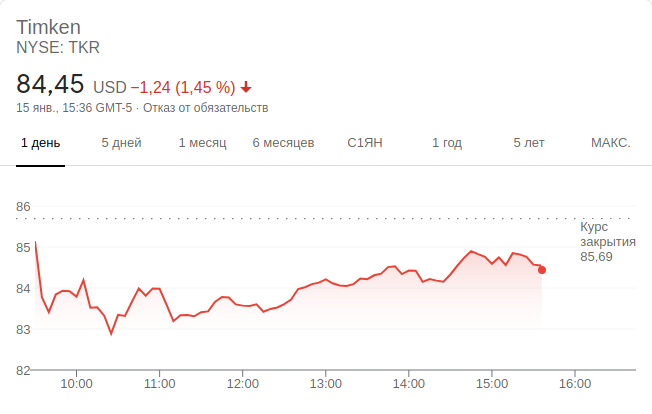 Timken
NYSE: TKR
84,45 USD −1,24 (1,45 %)
15 янв., 15:36 GMT-5 · Отказ от обязательств
1 день 5 дней 1 месяц 6 месяцев С1ЯН 1 год 5 лет МАКС.
86
Курс
закрытия
85,69
85
84
83
82
10:00 11:00 12:00 13:00 14:00 15:00 16:00